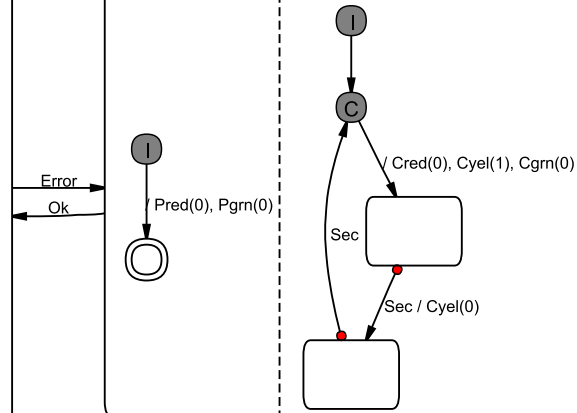 I
C
/ Cred(0), Cyel(1), Cgrn(0)
I
Error
/ Pred(0), Pgrn(0)
Ok
Sec
Sec / Cyel(0)